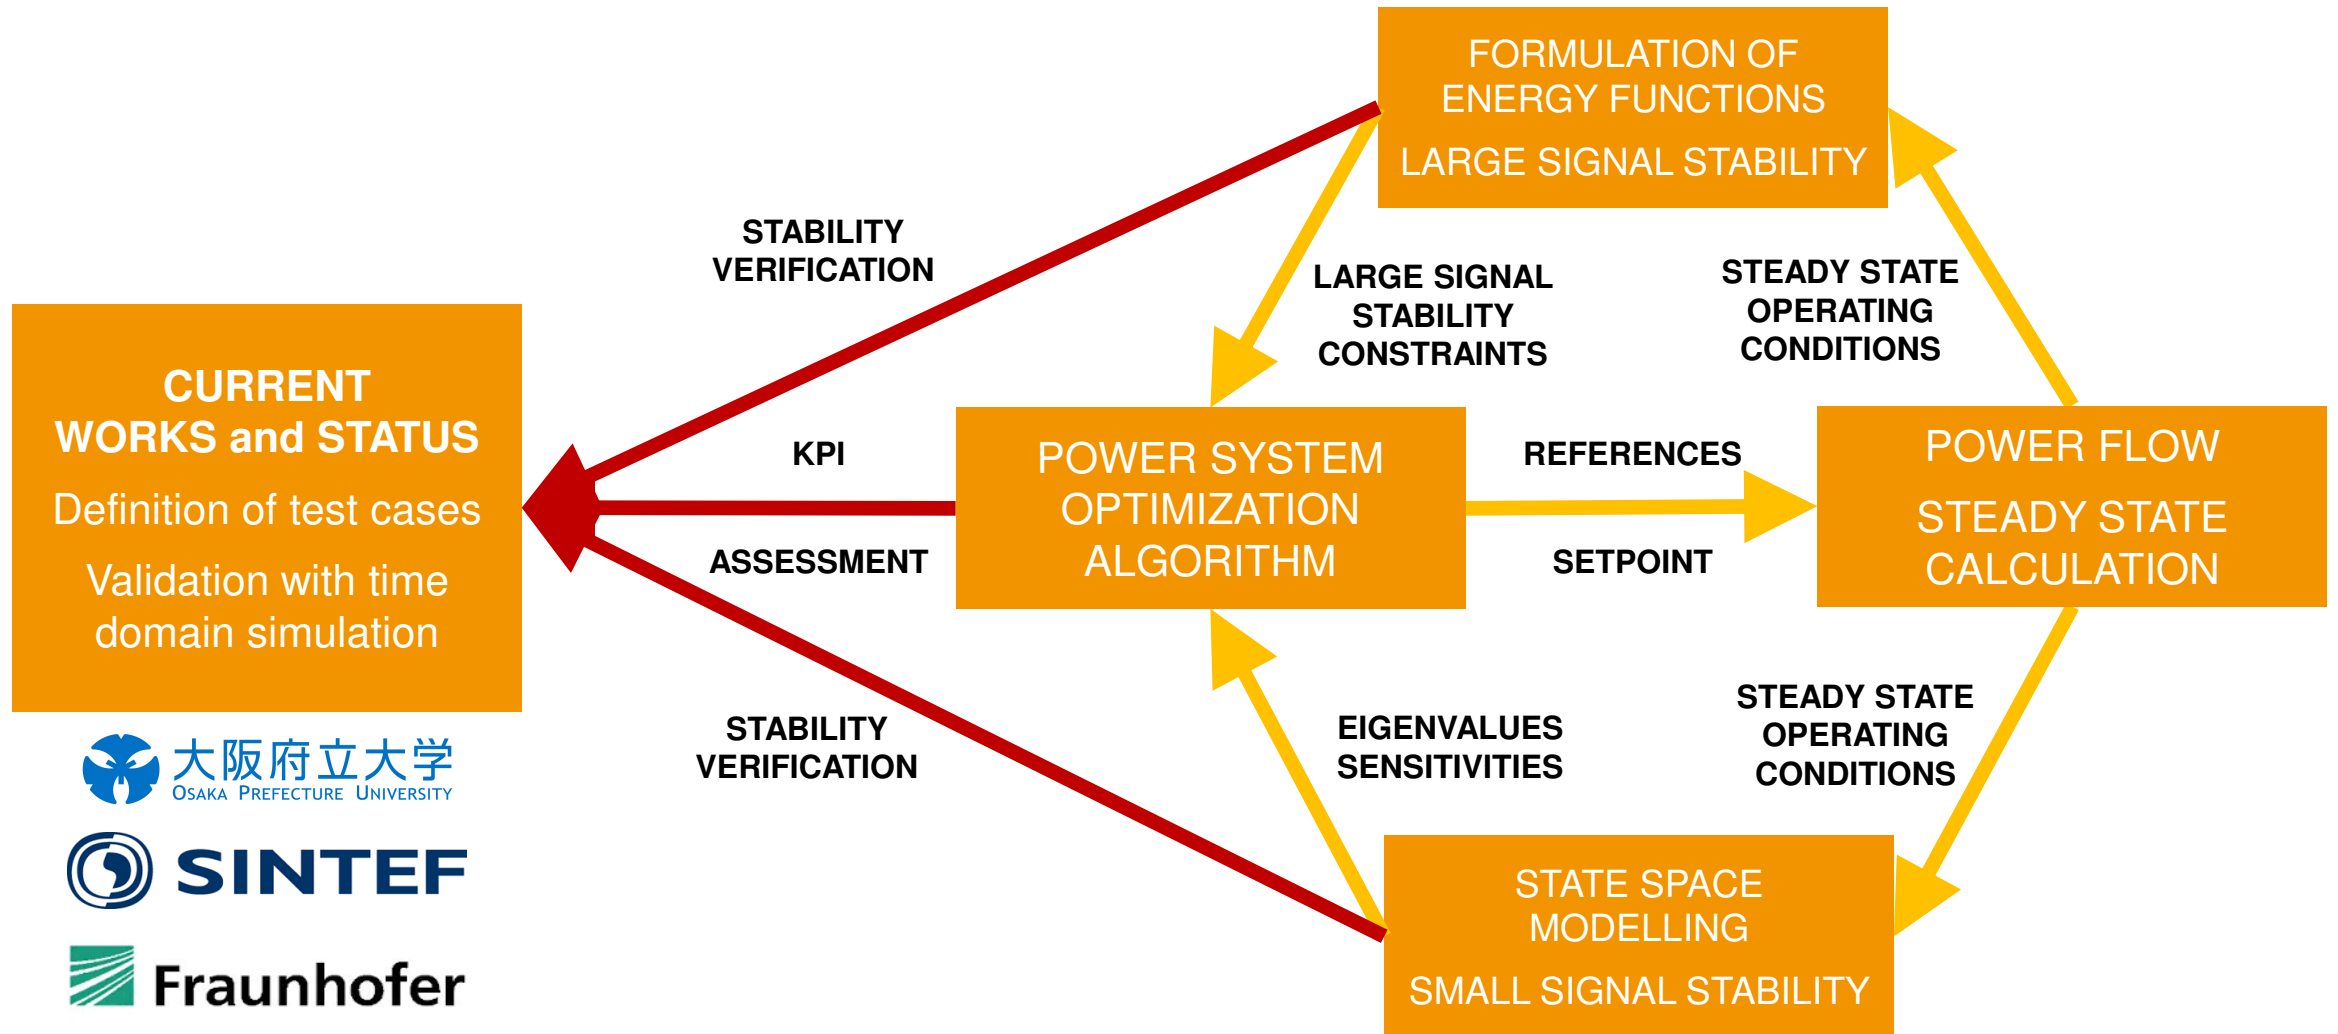 FORMULATION OF
ENERGY FUNCTIONS
LARGE SIGNAL STABILITY
STABILITY
VERIFICATION
LARGE SIGNAL
STABILITY
CONSTRAINTS
STEADY STATE
OPERATING
CONDITIONS
CURRENT
WORKS and STATUS
Definition of test cases
Validation with time
domain simulation
KPI
ASSESSMENT
POWER SYSTEM
OPTIMIZATION
ALGORITHM
REFERENCES
SETPOINT
POWER FLOW
STEADY STATE
CALCULATION
STABILITY
VERIFICATION
EIGENVALUES
SENSITIVITIES
STEADY STATE
OPERATING
CONDITIONS
大阪府立大学
OSAKA PREFECTURE UNIVERSITY
SINTEF
Fraunhofer
STATE SPACE
MODELLING
SMALL SIGNAL STABILITY